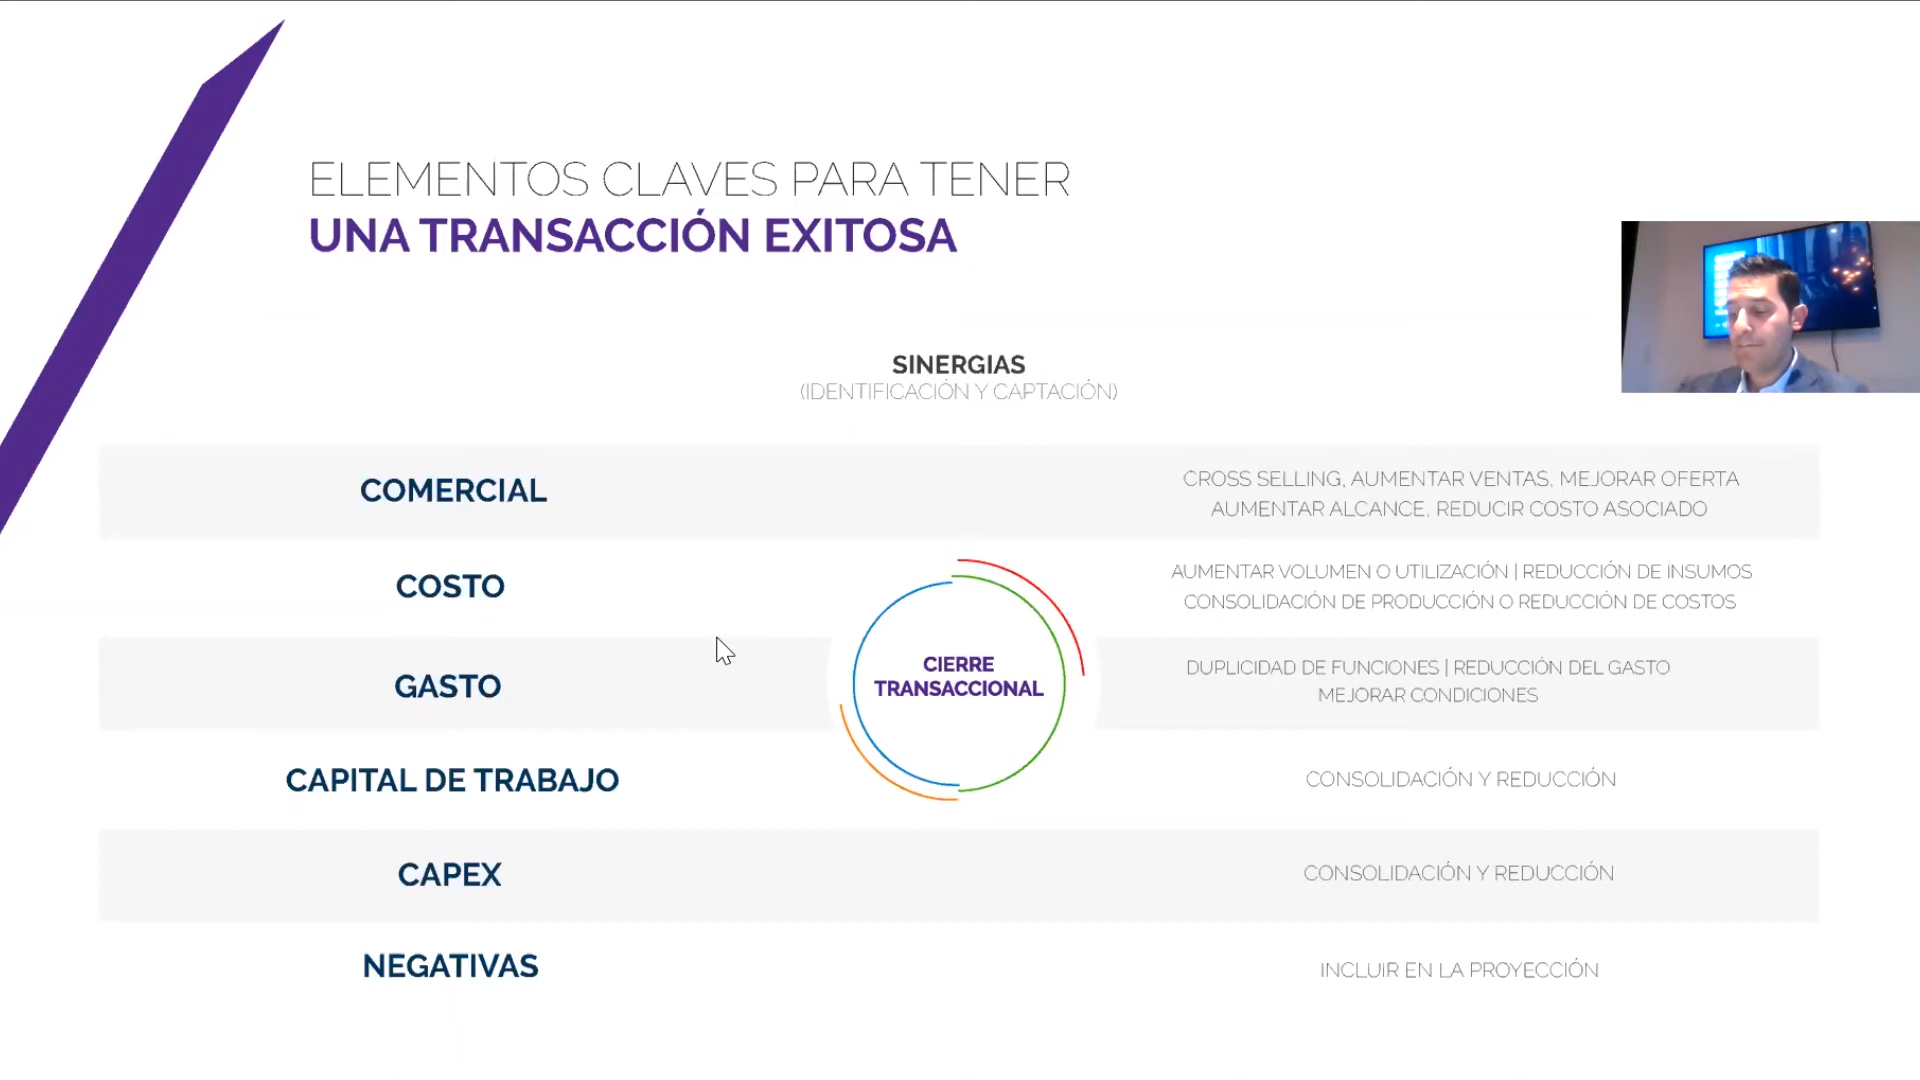 ELEMENTOS CLAVES PARA TENER
UNA TRANSACCIÓN EXITOSA
SINERGIAS
(IDENTIFICACIÓN Y CAPTACIÓN)
COMERCIAL
CROSS SELLING, AUMENTAR VENTAS, MEJORAR OFERTA
AUMENTAR ALCANCE, REDUCIR COSTO ASOCIADO
COSTO
AUMENTAR VOLUMEN O UTILIZACIÓN | REDUCCIÓN DE INSUMOS
CONSOLIDACIÓN DE PRODUCCIÓN O REDUCCIÓN DE COSTOS
GASTO
CIERRE
TRANSACCIONAL
DUPLICIDAD DE FUNCIONES | REDUCCIÓN DEL GASTO
MEJORAR CONDICIONES
CAPITAL DE TRABAJO
CONSOLIDACIÓN Y REDUCCIÓN
CAPEX
CONSOLIDACIÓN Y REDUCCIÓN
NEGATIVAS
INCLUIR EN LA PROYECCIÓN